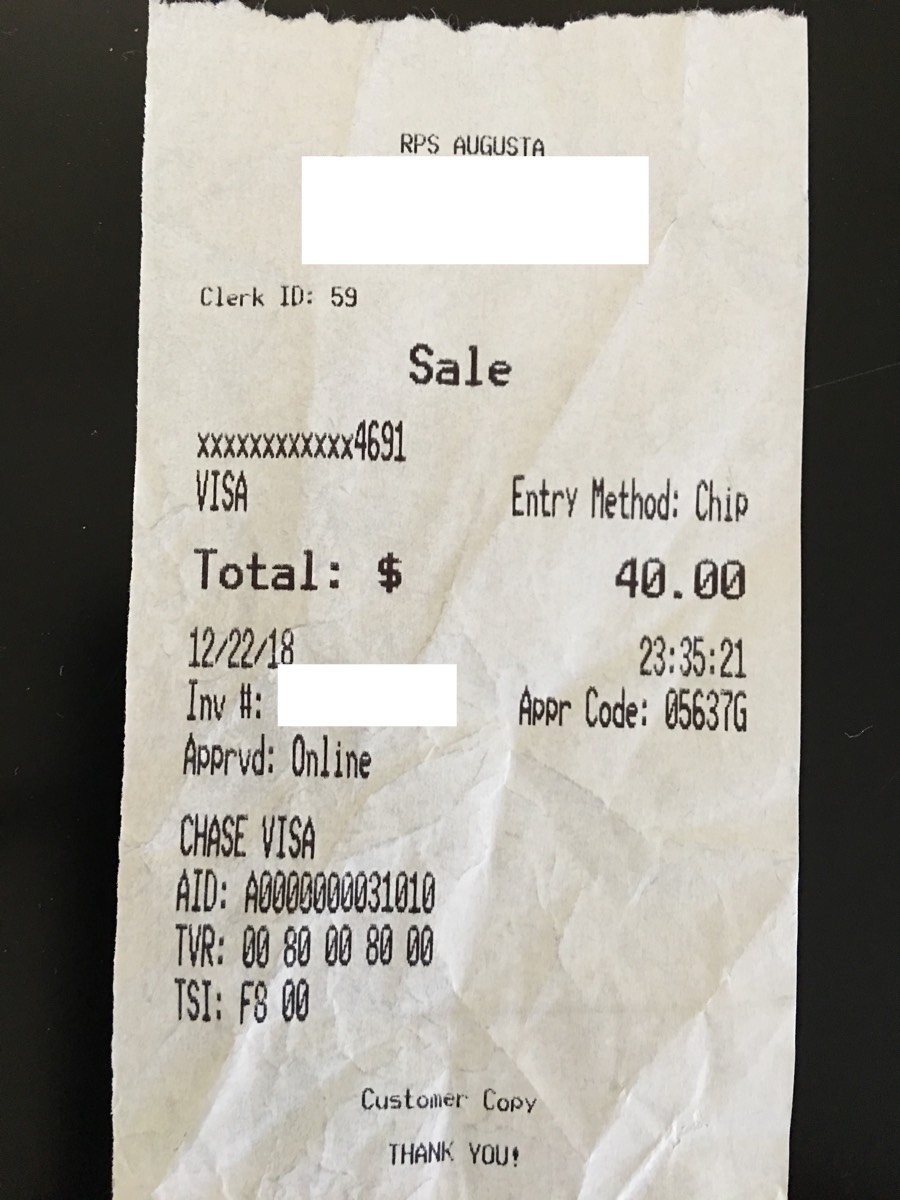 RPS AUGUSTA
Clerk ID: 59
Sale
xxxxxxxxxxxx4691
VISA Entry Method: Chip
Total: $ 40.00
12/22/18 23:35:21
Inv #: Appr Code: 05637G
Apprvd: Online
CHASE VISA
AID: A0000000031010
TVR: 00 80 00 80 00
TSI: F8 00
Customer Copy
THANK YOU!